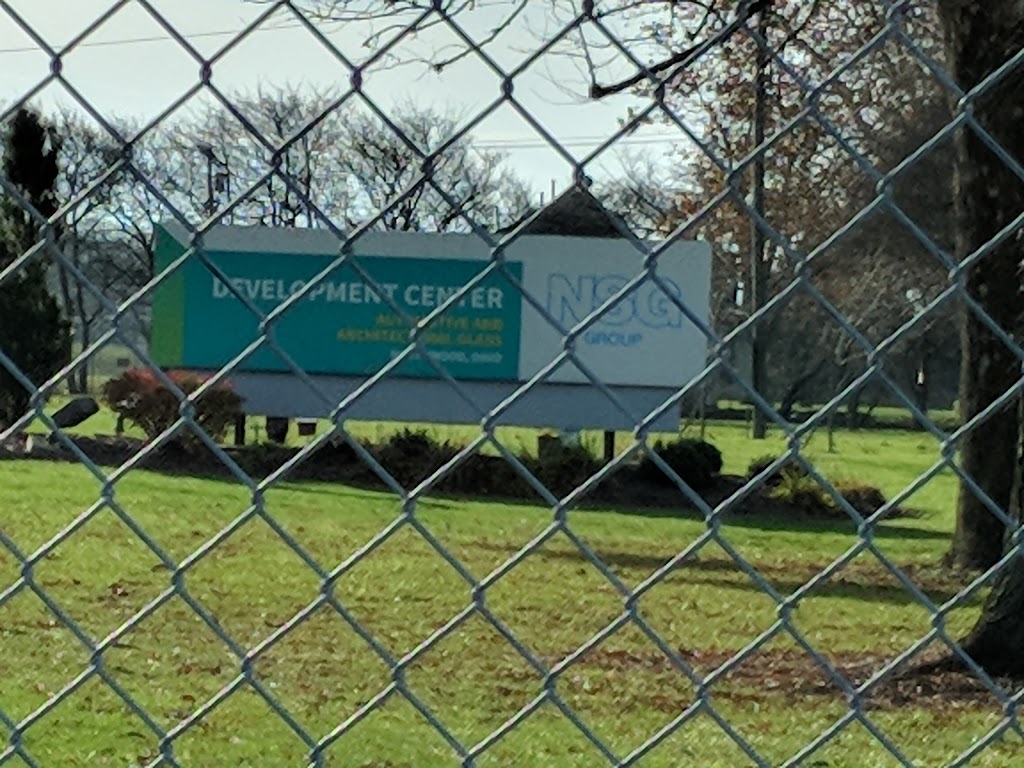 DEVELOPMENT CENTER
AUTOMOTIVE AND
ARCHITECTURAL GLASS
OHIO
NSG
GROUP